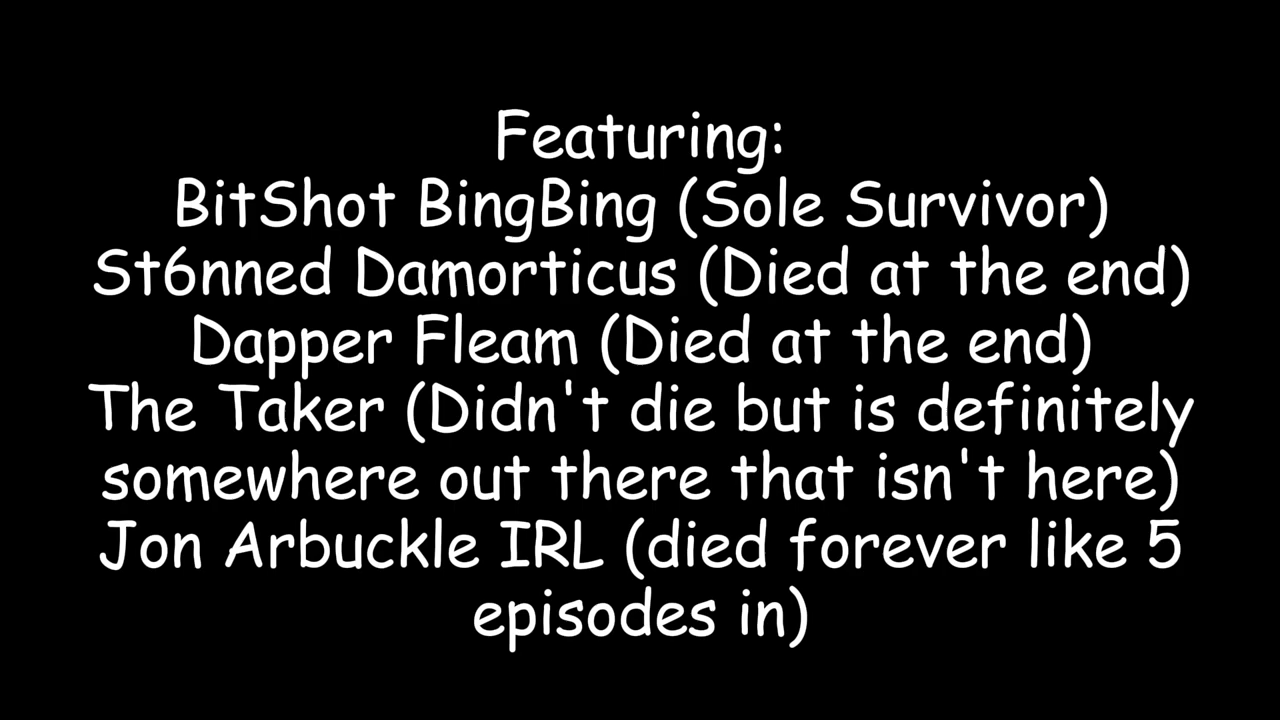 Featuring:
BitShot BingBing (Sole Survivor)
St6nned Damorticus (Died at the end)
Dapper Fleam (Died at the end)
The Taker (Didn't die but is definitely
somewhere out there that isn't here)
Jon Arbuckle IRL (died forever like 5
episodes in)